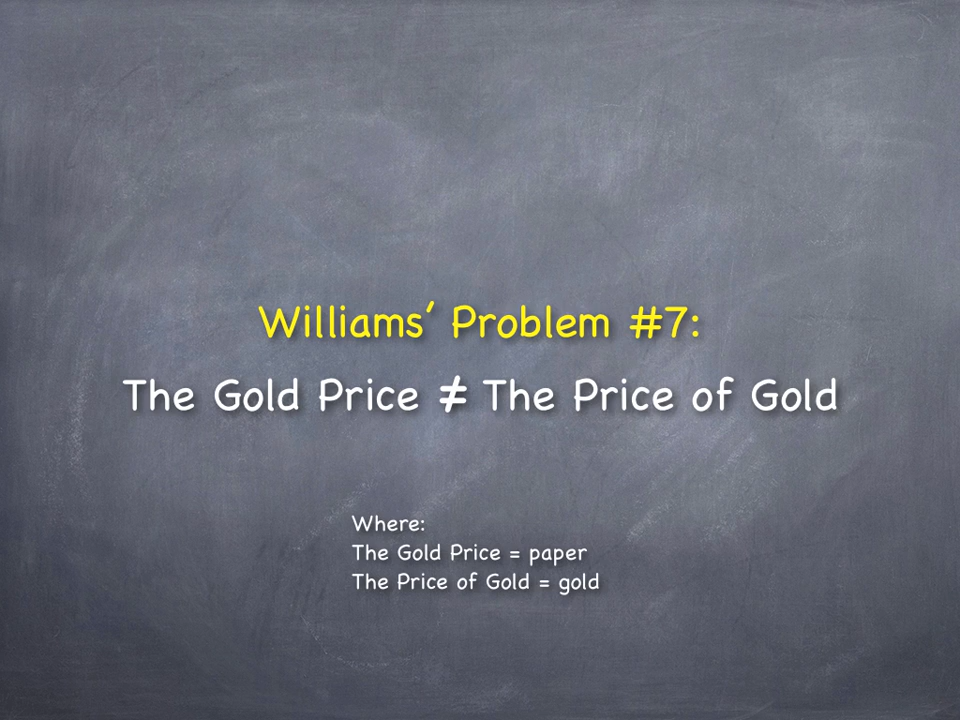 Williams’ Problem #7:
The Gold Price ≠ The Price of Gold
Where:
The Gold Price = paper
The Price of Gold = gold